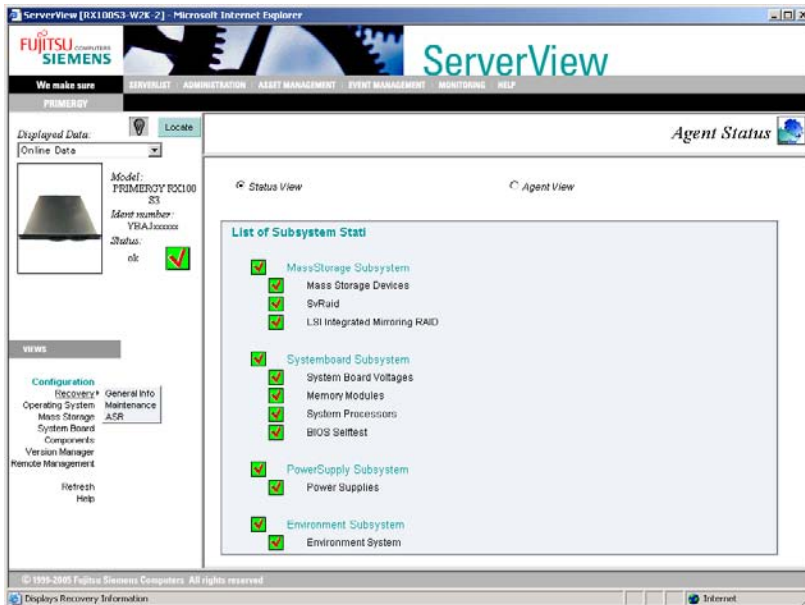 ServerView [RX100S3-W2K-2] - Microsoft Internet Explorer
FUJITSU COMPUTERS
SIEMENS
ServerView
We make sure
SERVERLIST ADMINISTRATION ASSET MANAGEMENT EVENT MANAGEMENT MONITORING HELP
PRIMERGY
Displayed Data:
Locate
Online Data
Agent Status
Model:
PRIMERGY RX100
S3
Ident number:
YBAJxxxxxx
Status:
ok
Status View
Agent View
List of Subsystem Stati
MassStorage Subsystem
Mass Storage Devices
SvRaid
LSI Integrated Mirroring RAID
Systemboard Subsystem
System Board Voltages
Memory Modules
System Processors
BIOS Selftest
PowerSupply Subsystem
Power Supplies
Environment Subsystem
Environment System
VIEWS
Configuration
Recovery
Operating System
Mass Storage
System Board
Components
Version Manager
Remote Management
Refresh
Help
General Info
Maintenance
ASR
© 1999-2005 Fujitsu Siemens Computers All rights reserved
Displays Recovery Information
Internet